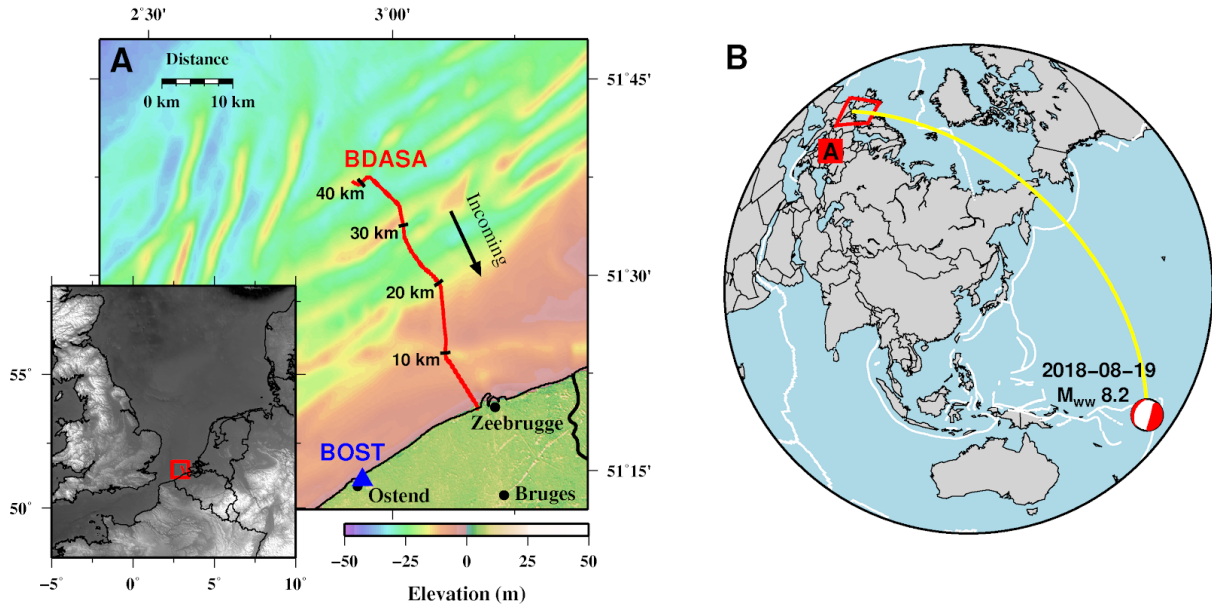 2°30'
3°00'
A
Distance
0 km
10 km
51°45'
BDASA
40 km
Incoming
30 km
51°30'
20 km
10 km
Zeebrugge
BOST
51°15'
Ostend
Bruges
55°
50°
−5°
0°
5°
10°
−50
−25
0
25
50
Elevation (m)
B
A
2018−08−19
Mww 8.2